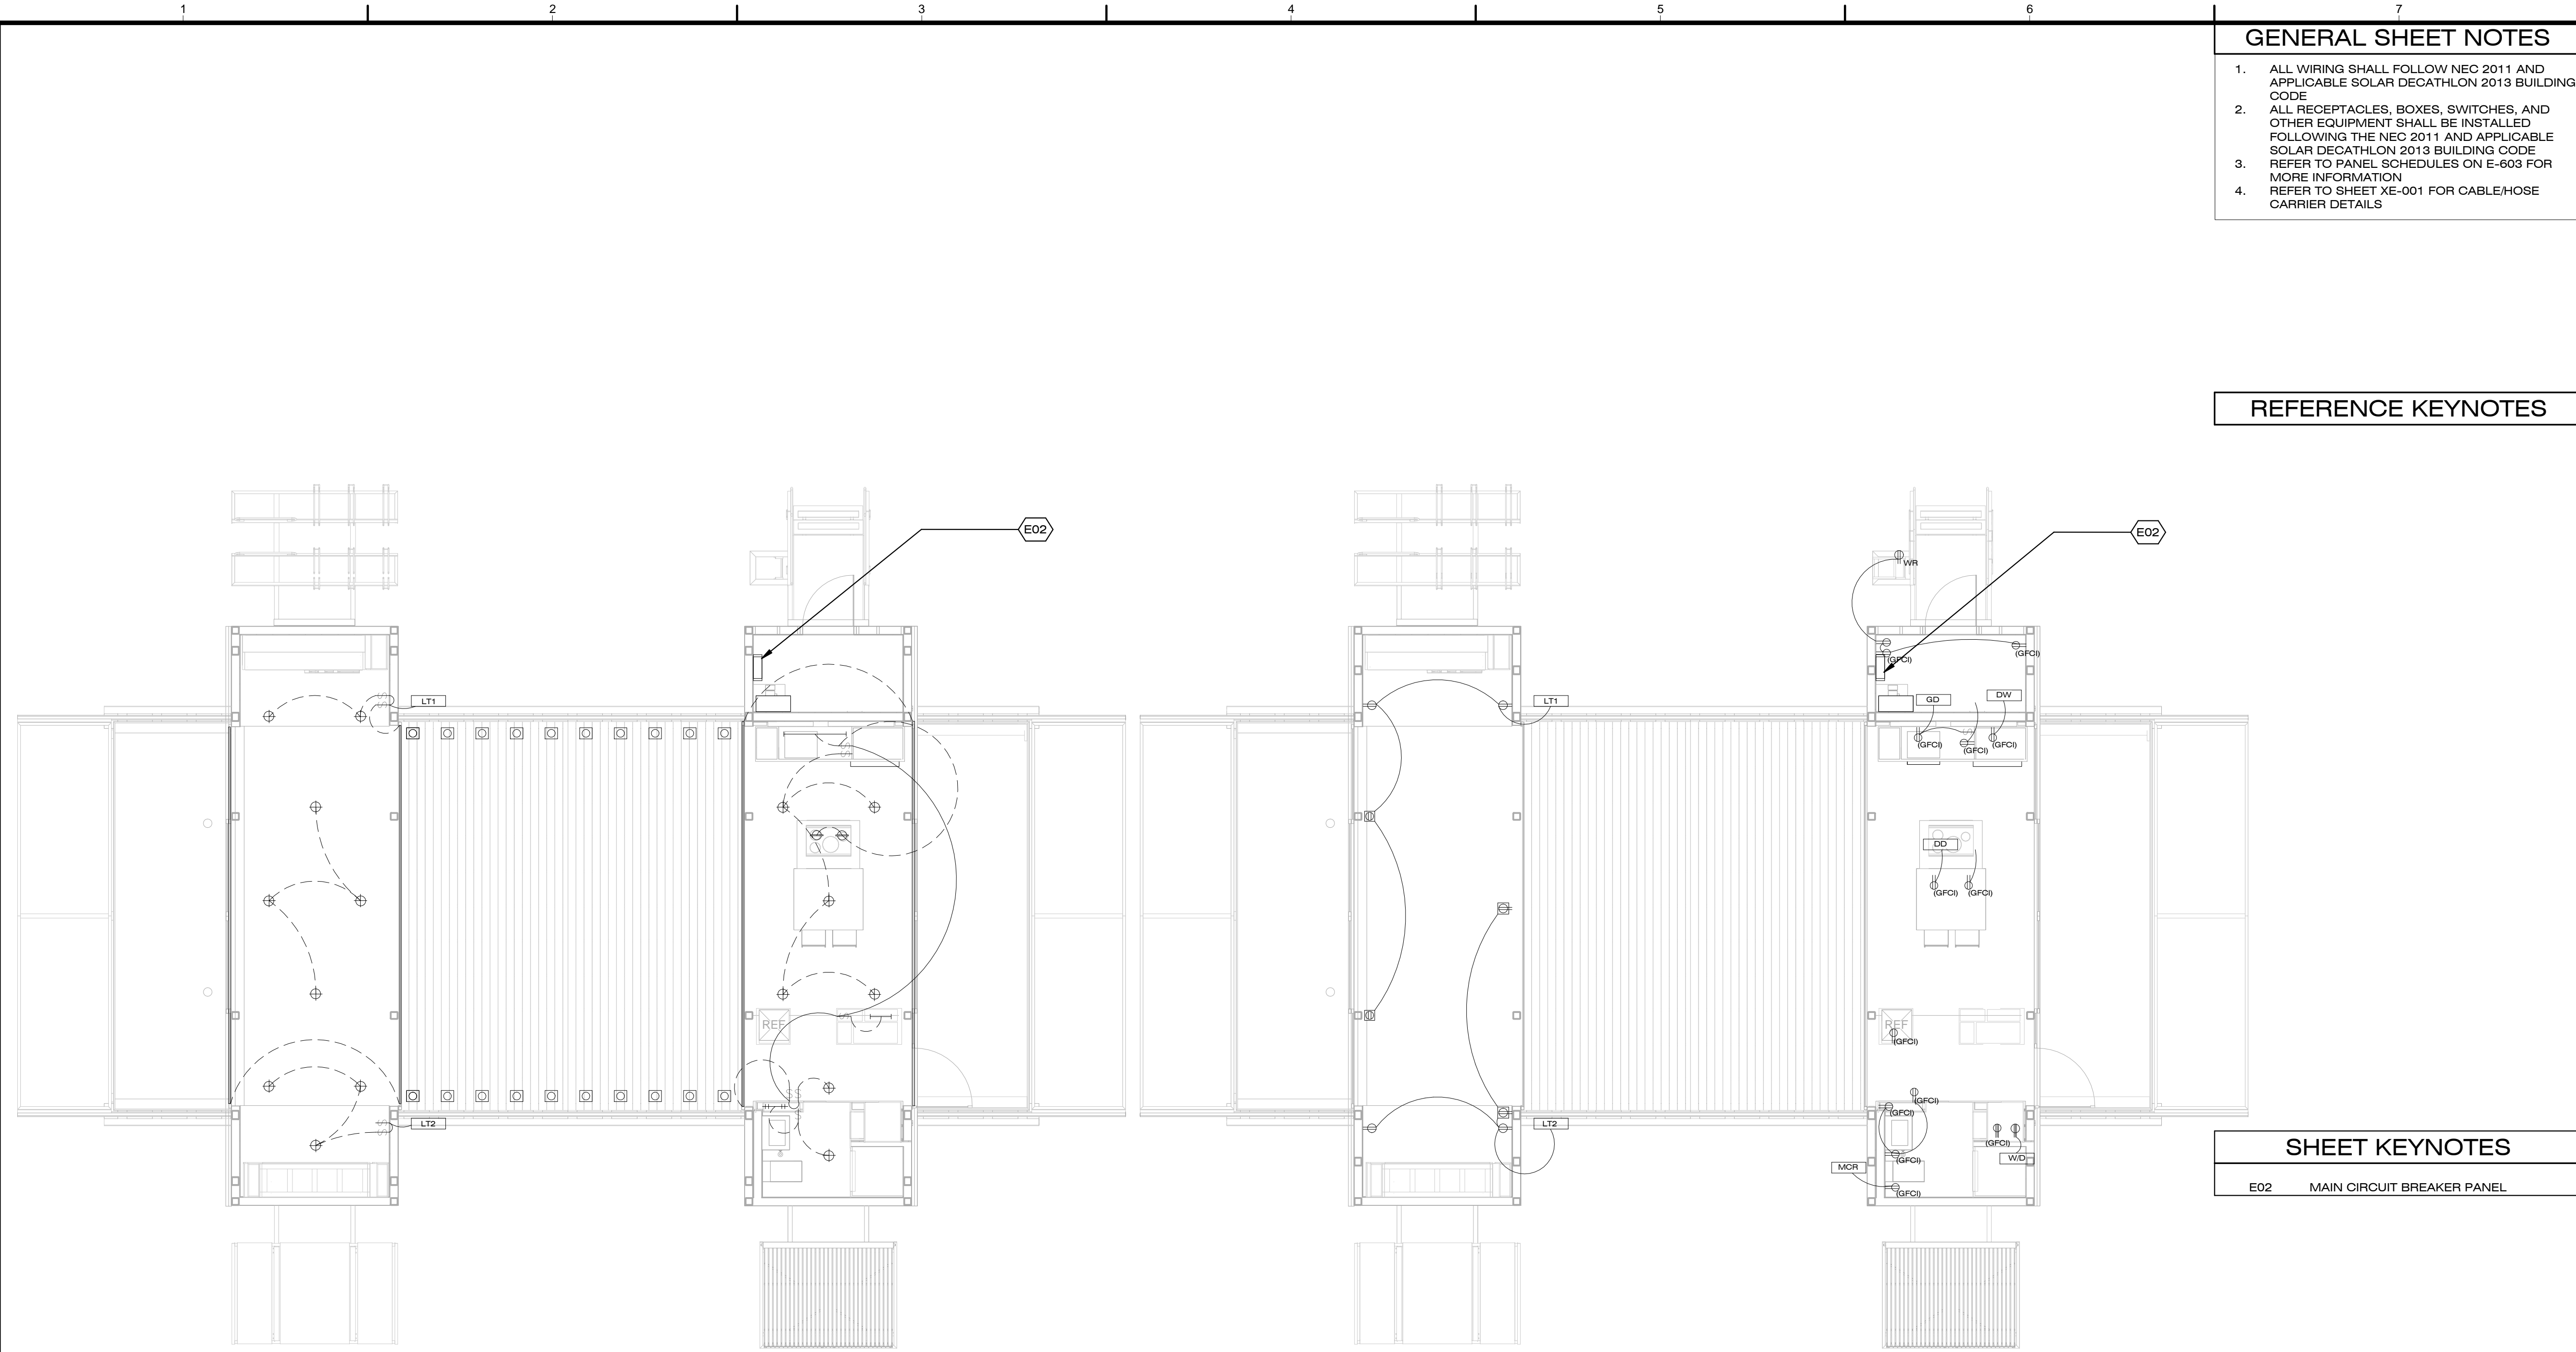 1 2 3 4 5 6 7
GENERAL SHEET NOTES
1. ALL WIRING SHALL FOLLOW NEC 2011 AND
APPLICABLE SOLAR DECATHLON 2013 BUILDING
CODE
2. ALL RECEPTACLES, BOXES, SWITCHES, AND
OTHER EQUIPMENT SHALL BE INSTALLED
FOLLOWING THE NEC 2011 AND APPLICABLE
SOLAR DECATHLON 2013 BUILDING CODE
3. REFER TO PANEL SCHEDULES ON E-603 FOR
MORE INFORMATION
4. REFER TO SHEET XE-001 FOR CABLE/HOSE
CARRIER DETAILS
REFERENCE KEYNOTES
E02
S
S
LT1
S
S
REF
S
S S
S
S
S
LT2
E02
WR
(GFCI)
(GFCI)
LT1
GD
DW
S
(GFCI)
(GFCI)
(GFCI)
DD
(GFCI)
(GFCI)
REF
(GFCI)
(GFCI)
(GFCI)
LT2
(GFCI)
W/D
(GFCI)
MCR
(GFCI)
SHEET KEYNOTES
E02 MAIN CIRCUIT BREAKER PANEL